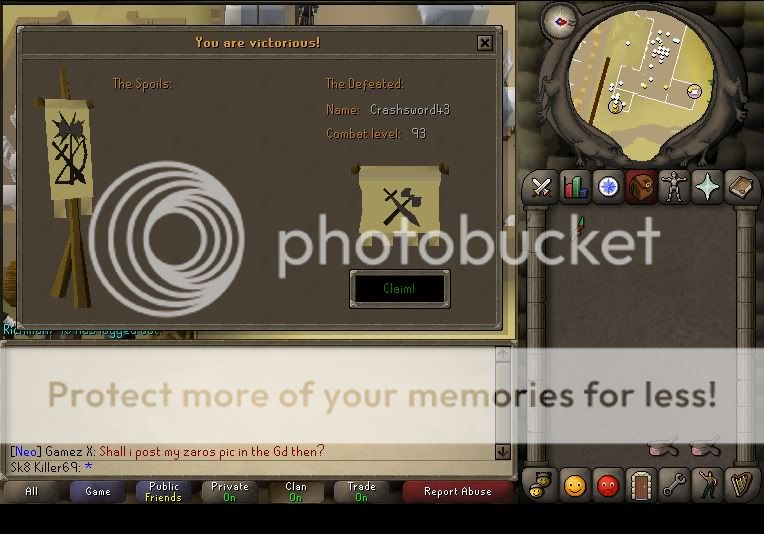 You are victorious!
The Spoils:
The Defeated:
Name: Crashsword43
Combat level: 93
photobucket
Claim!
has logged out.
Protect more of your memories for less!
[Neo] Gamez X: Shall i post my zaros pic in the Gd then?
Sk8 Killer69: *
All
Game
Public
Friends
Private
On
Clan
On
Trade
On
Report Abuse